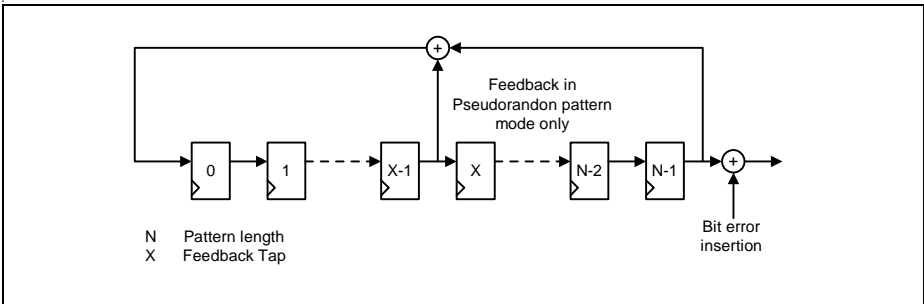 +
Feedback in
Pseudorandon pattern
mode only
0
1
X-1
X
N-2
N-1
+
N Pattern length
X Feedback Tap
Bit error
insertion